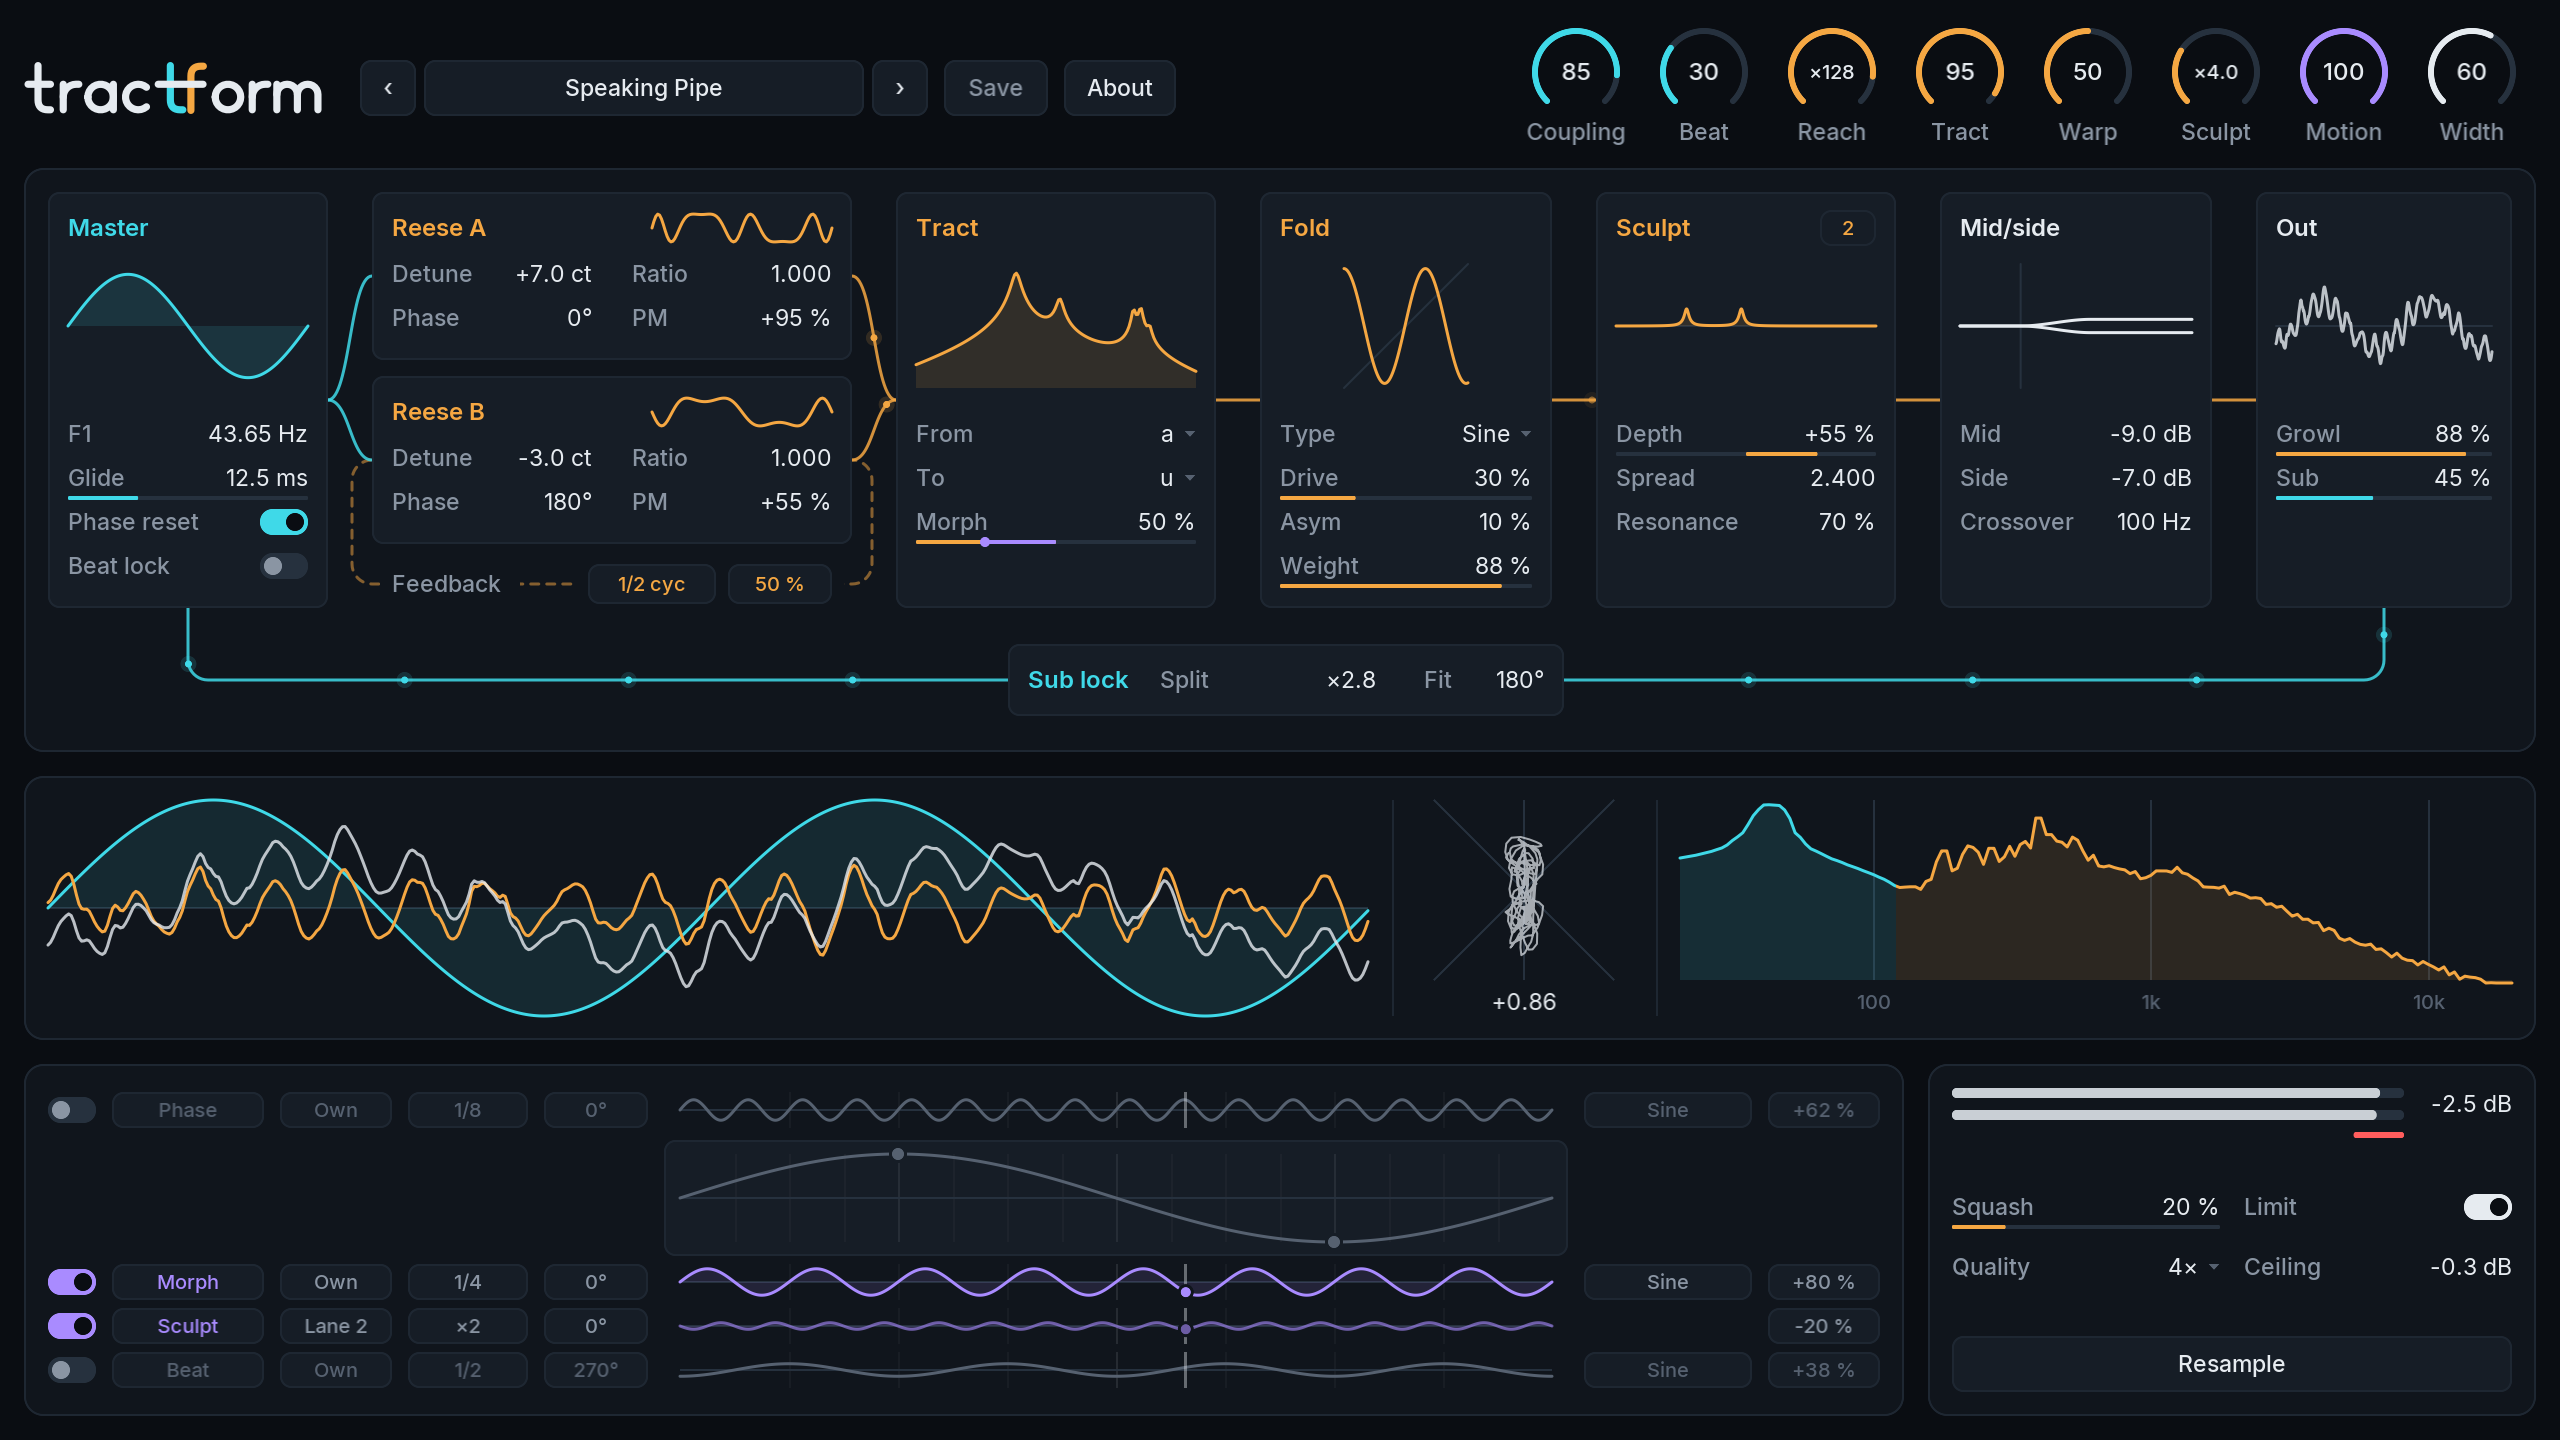 tractform
‹ Speaking Pipe › Save About
85 30 ×128 95 50 ×4.0 100 60
Coupling Beat Reach Tract Warp Sculpt Motion Width
Master
F1 43.65 Hz
Glide 12.5 ms
Phase reset
Beat lock
Reese A
Detune +7.0 ct Ratio 1.000
Phase 0° PM +95 %
Reese B
Detune -3.0 ct Ratio 1.000
Phase 180° PM +55 %
Feedback 1/2 cyc 50 %
Tract
From a
To u
Morph 50 %
Fold
Type Sine
Drive 30 %
Asym 10 %
Weight 88 %
Sculpt 2
Depth +55 %
Spread 2.400
Resonance 70 %
Mid/side
Mid -9.0 dB
Side -7.0 dB
Crossover 100 Hz
Out
Growl 88 %
Sub 45 %
Sub lock Split ×2.8 Fit 180°
+0.86
100 1k 10k
Phase Own 1/8 0° Sine +62 %
Morph Own 1/4 0° Sine +80 %
Sculpt Lane 2 ×2 0° -20 %
Beat Own 1/2 270° Sine +38 %
-2.5 dB
Squash 20 % Limit
Quality 4× Ceiling -0.3 dB
Resample